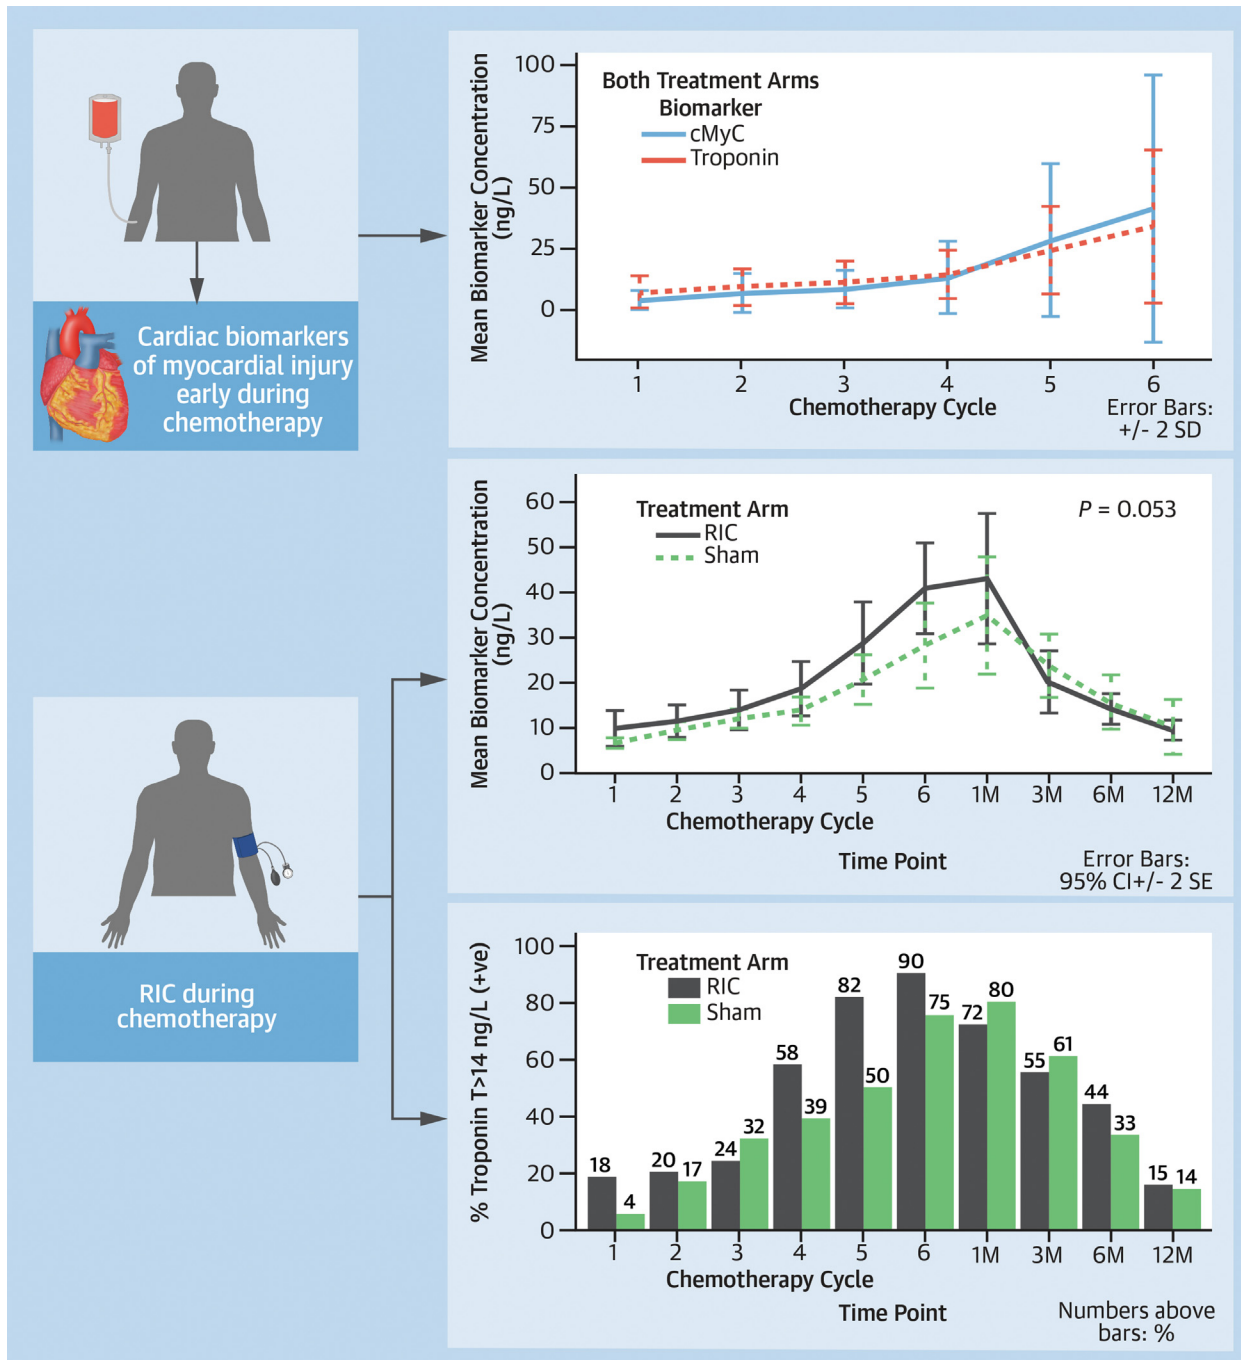 Cardiac biomarkers
of myocardial injury
early during
chemotherapy
Mean Biomarker Concentration
(ng/L)
100
75
50
25
0
Both Treatment Arms
Biomarker
cMyC
Troponin
1 2 3 4 5 6
Chemotherapy Cycle
Error Bars:
+/- 2 SD
RIC during
chemotherapy
Mean Biomarker Concentration
(ng/L)
60
50
40
30
20
10
0
Treatment Arm
RIC
Sham
P = 0.053
1 2 3 4 5 6 1M 3M 6M 12M
Chemotherapy Cycle
Time Point
Error Bars:
95% CI+/- 2 SE
% Troponin T>14 ng/L (+ve)
100
80
60
40
20
0
Treatment Arm
RIC
Sham
18 4 20 17 24 32 58 39 82 50 90 75 72 80 55 61 44 33 15 14
1 2 3 4 5 6 1M 3M 6M 12M
Chemotherapy Cycle
Time Point
Numbers above
bars: %